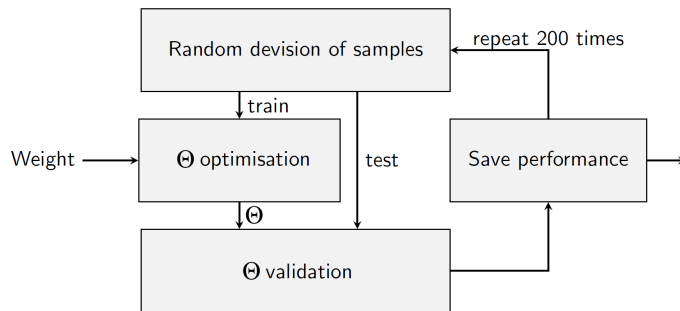 Random devision of samples
repeat 200 times
train
Weight
Θ optimisation
test
Save performance
Θ
Θ validation